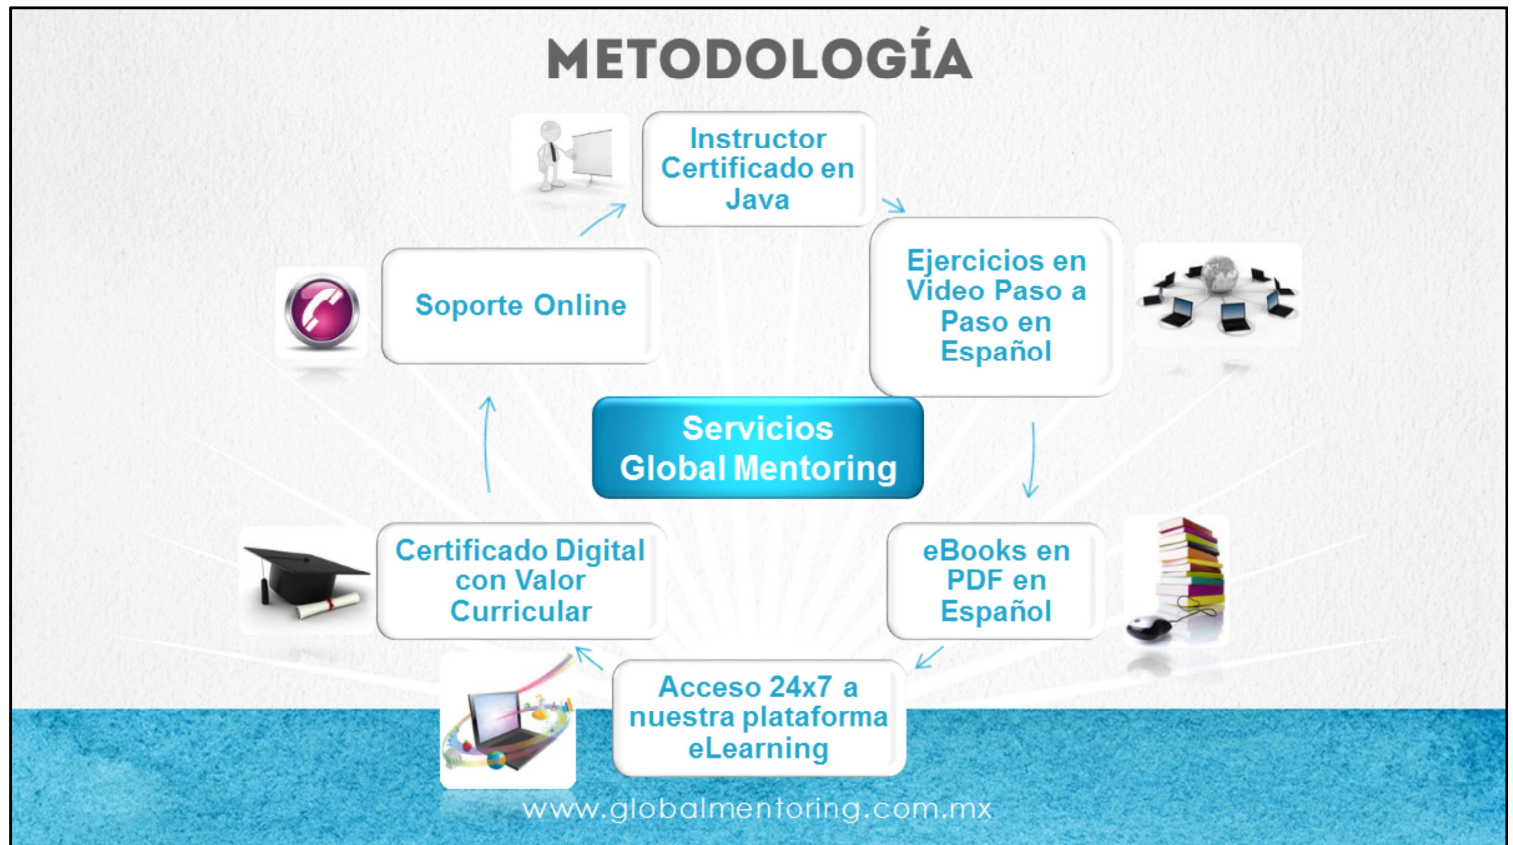 METODOLOGÍA
Instructor
Certificado en
Java
Ejercicios en
Video Paso a
Paso en
Español
eBooks en
PDF en
Español
Acceso 24x7 a
nuestra plataforma
eLearning
Certificado Digital
con Valor
Curricular
Soporte Online
Servicios
Global Mentoring
www.globalmentoring.com.mx